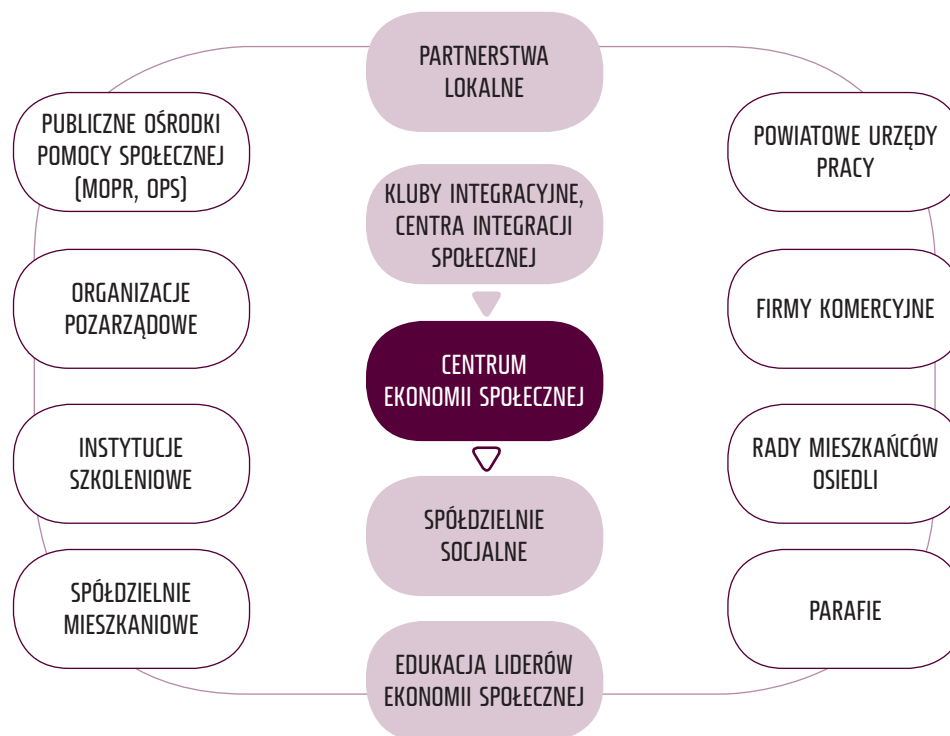 PARTNERSTWA
LOKALNE
PUBLICZNE OŚRODKI
POMOCY SPOŁECZNEJ
(MOPR, OPS)
POWIATOWE URZĘDY
PRACY
KLUBY INTEGRACYJNE,
CENTRA INTEGRACJI
SPOŁECZNEJ
ORGANIZACJE
POZARZĄDOWE
FIRMY KOMERCYJNE
CENTRUM
EKONOMII SPOŁECZNEJ
INSTYTUCJE
SZKOLENIOWE
RADY MIESZKAŃCÓW
OSIEDLI
SPÓŁDZIELNIE
SOCJALNE
SPÓŁDZIELNIE
MIESZKANIOWE
PARAFIE
EDUKACJA LIDERÓW
EKONOMII SPOŁECZNEJ